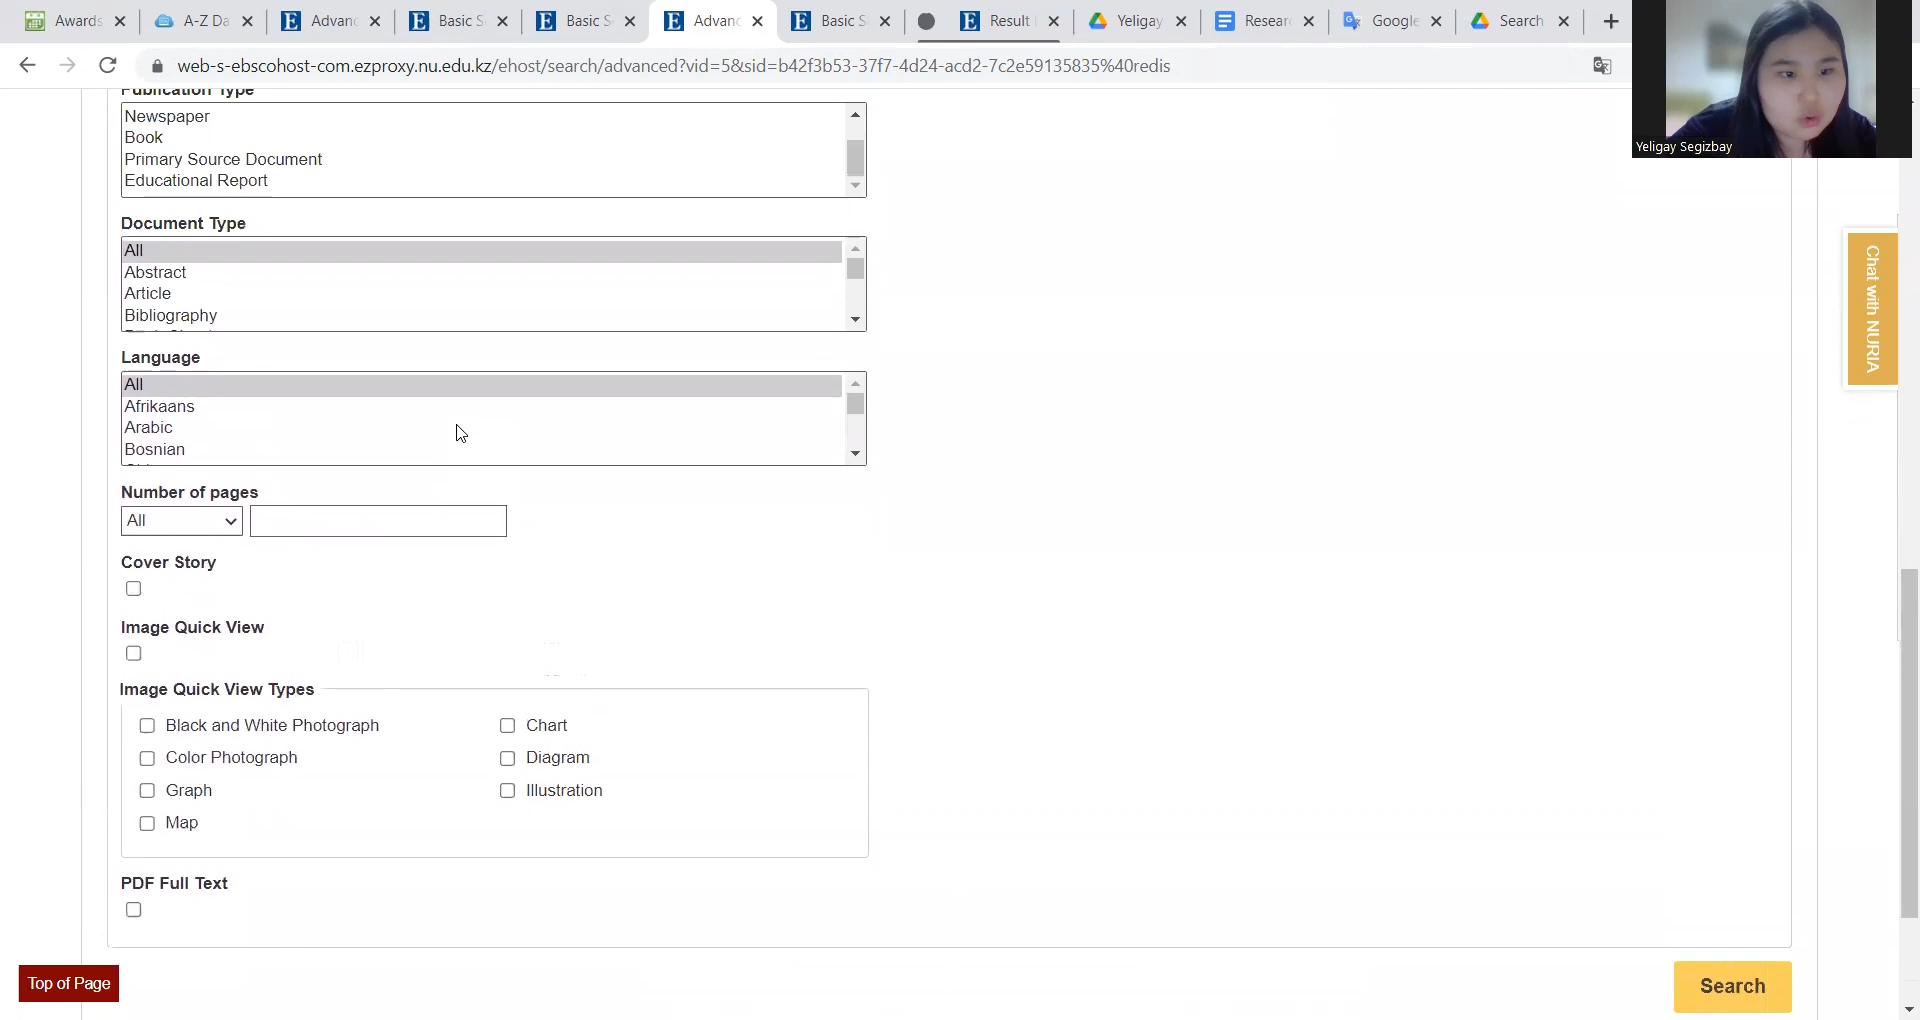 Awards
A-Z Da
Advanc
Basic S
Basic S
Advanc
Basic S
Result
Yeligay
Resear
Google
Search
web-s-ebscohost-com.ezproxy.nu.edu.kz/ehost/search/advanced?vid=5&sid=b42f3b53-37f7-4d24-acd2-7c2e59135835%40redis
Yeligay Segizbay
Publication Type
Newspaper
Book
Primary Source Document
Educational Report
Document Type
All
Abstract
Article
Bibliography
Language
All
Afrikaans
Arabic
Bosnian
Chat with NURIA
Number of pages
All
Cover Story
Image Quick View
Image Quick View Types
Black and White Photograph
Chart
Color Photograph
Diagram
Graph
Illustration
Map
PDF Full Text
Top of Page
Search